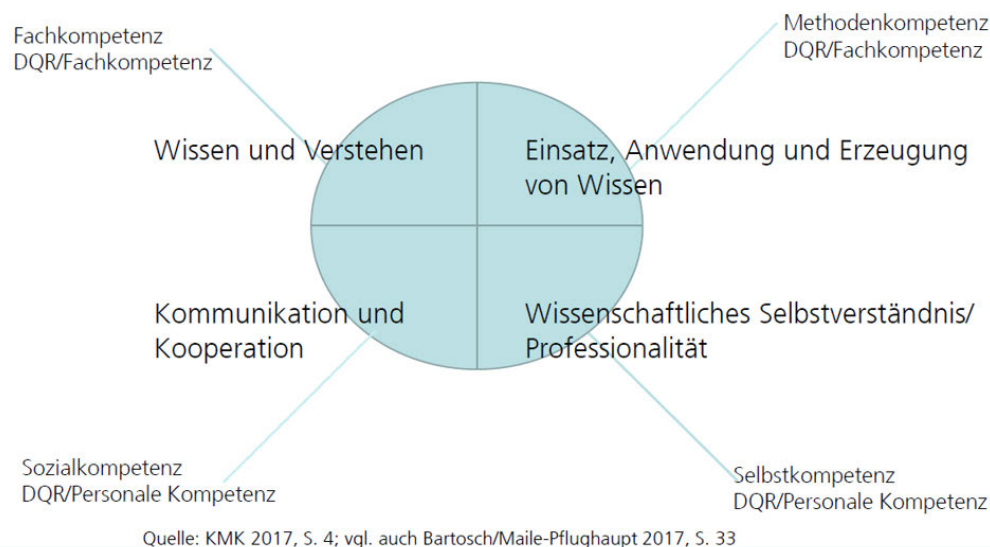 Fachkompetenz
DQR/Fachkompetenz
Methodenkompetenz
DQR/Fachkompetenz
Wissen und Verstehen
Einsatz, Anwendung und Erzeugung
von Wissen
Kommunikation und
Kooperation
Wissenschaftliches Selbstverständnis/
Professionalität
Sozialkompetenz
DQR/Personale Kompetenz
Selbstkompetenz
DQR/Personale Kompetenz
Quelle: KMK 2017, S. 4; vgl. auch Bartosch/Maile-Pflughaupt 2017, S. 33